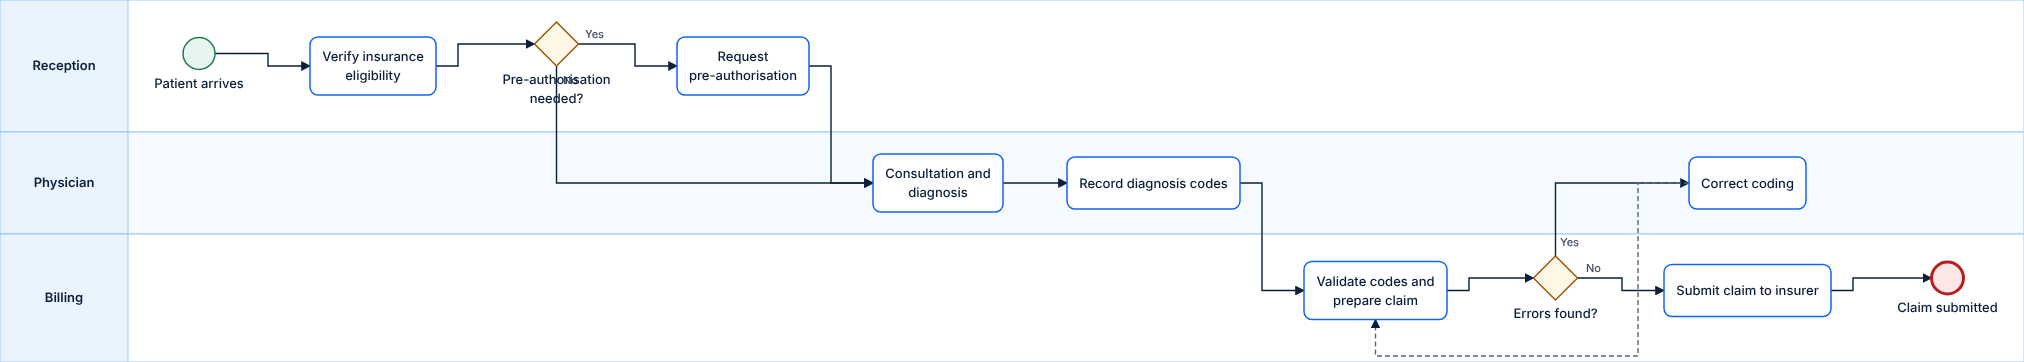 Reception
Patient arrives
Verify insurance
eligibility
Yes
Pre-authorisation
needed?
No
Request
pre-authorisation
Physician
Consultation and
diagnosis
Record diagnosis codes
Correct coding
Billing
Validate codes and
prepare claim
Yes
No
Errors found?
Submit claim to insurer
Claim submitted